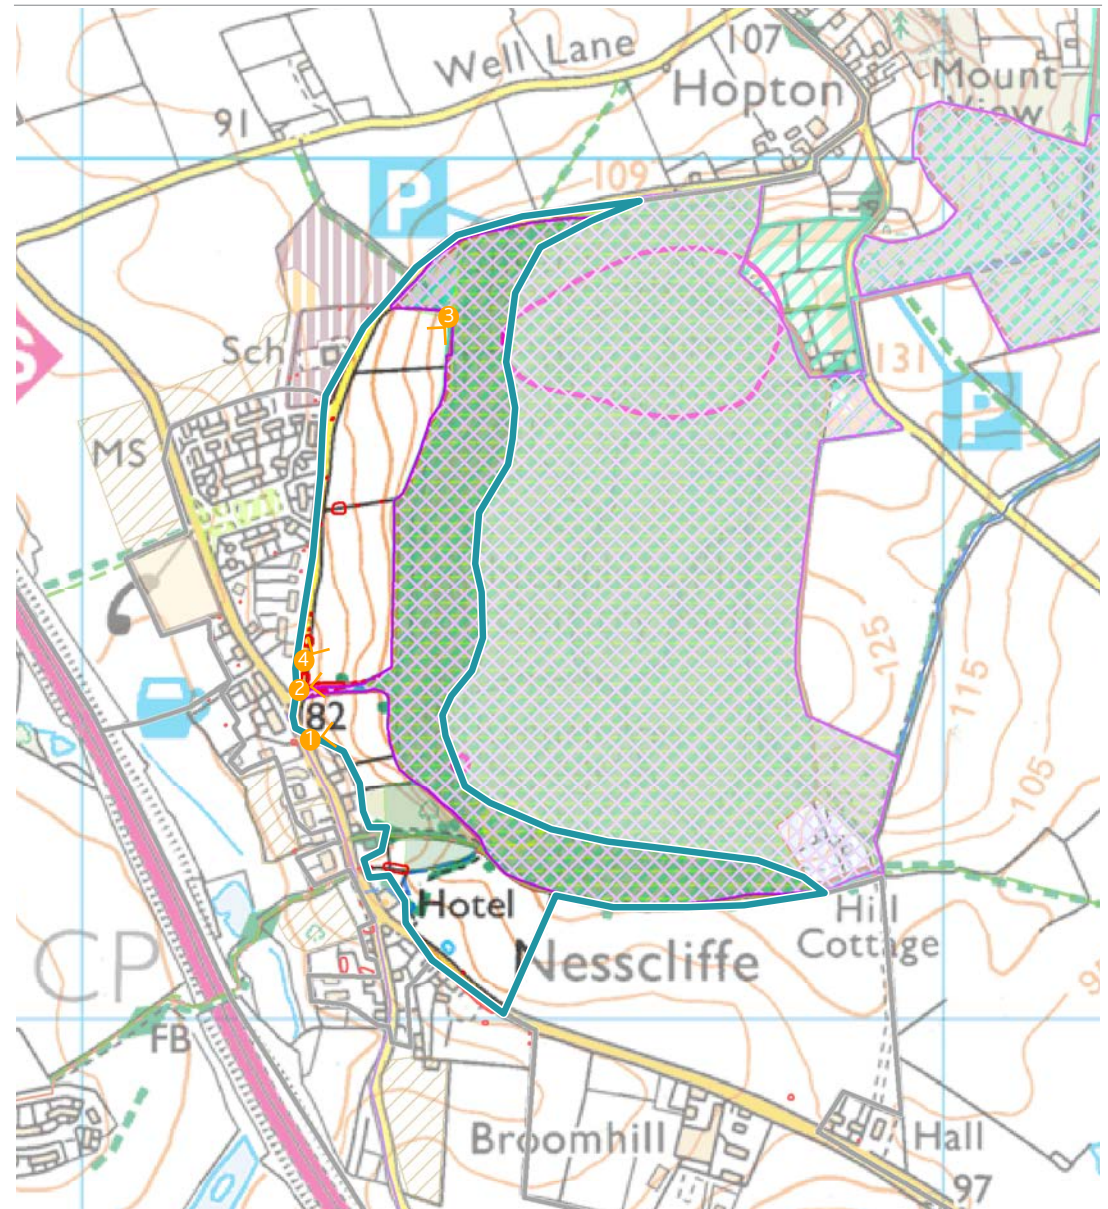 Well Lane
107
Hopton
Mount
View
91
P
109
S
Sch
131
P
3
MS
125
115
4
2
82
1
105
Hotel
Hill
Cottage
Nesscliffe
CP
FB
Broomhill
Hall
97